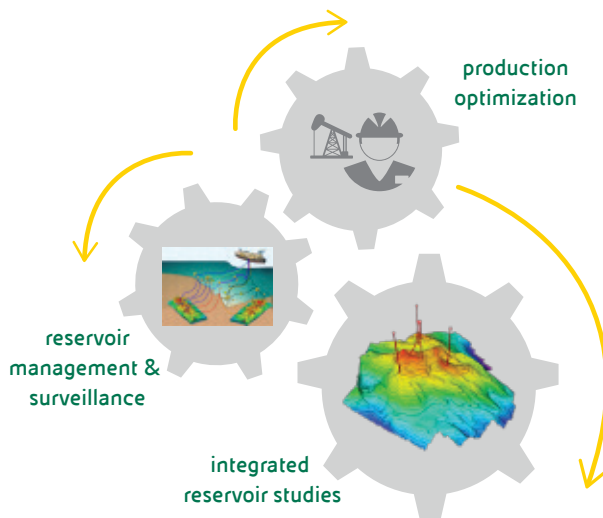 production
optimization
reservoir
management &
surveillance
integrated
reservoir studies